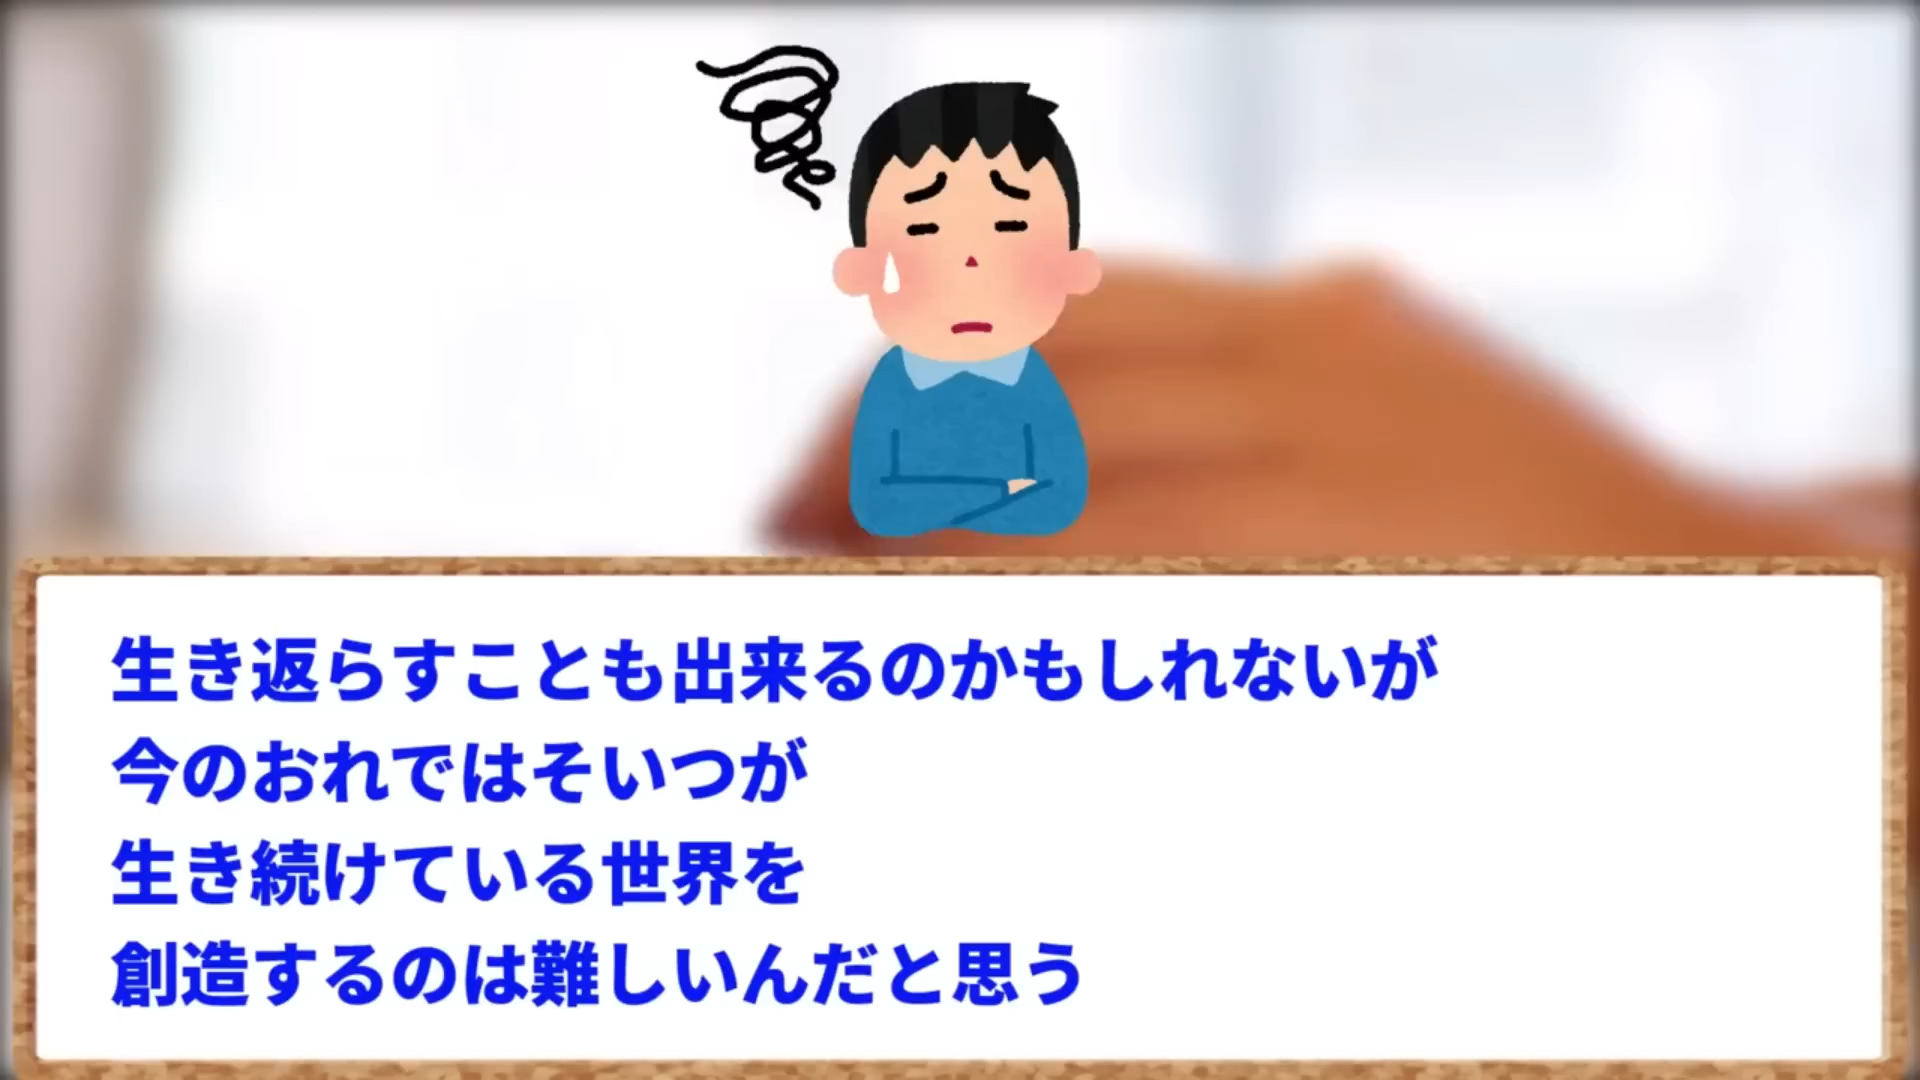 生き返らすことも出来るのかもしれないが
今のおれではそいつが
生き続けている世界を
創造するのは難しいんだと思う